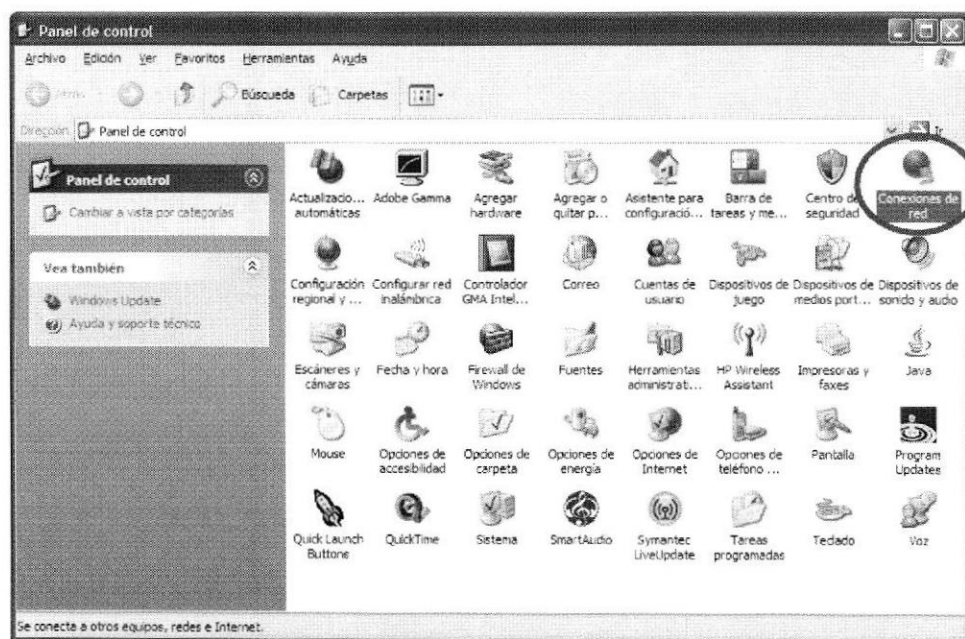 Panel de control
Archivo Edición Ver Favoritos Herramientas Ayuda
Atrás Búsqueda Carpetas
Dirección Panel de control Ir
Panel de control
Cambiar a vista por categorías
Vea también
Windows Update
Ayuda y soporte técnico
Actualizacio... Adobe Gamma Agregar Agregar o Asistente para Barra de Centro de Conexiones de
automáticas hardware quitar p... configuració... tareas y me... seguridad red
Configuración Configurar red Controlador Correo Cuentas de Dispositivos de Dispositivos de Dispositivos de
regional y ... inalámbrica GMA Intel... usuario juego medios port... sonido y audio
Escáneres y Fecha y hora Firewall de Fuentes Herramientas HP Wireless Impresoras y Java
cámaras Windows administrati... Assistant faxes
Mouse Opciones de Opciones de Opciones de Opciones de Opciones de Pantalla Program
accesibilidad carpeta energía Internet teléfono ... Updates
Quick Launch QuickTime Sistema SmartAudio Symantec Tareas Teclado Voz
Buttons LiveUpdate programadas
Se conecta a otros equipos, redes e Internet.